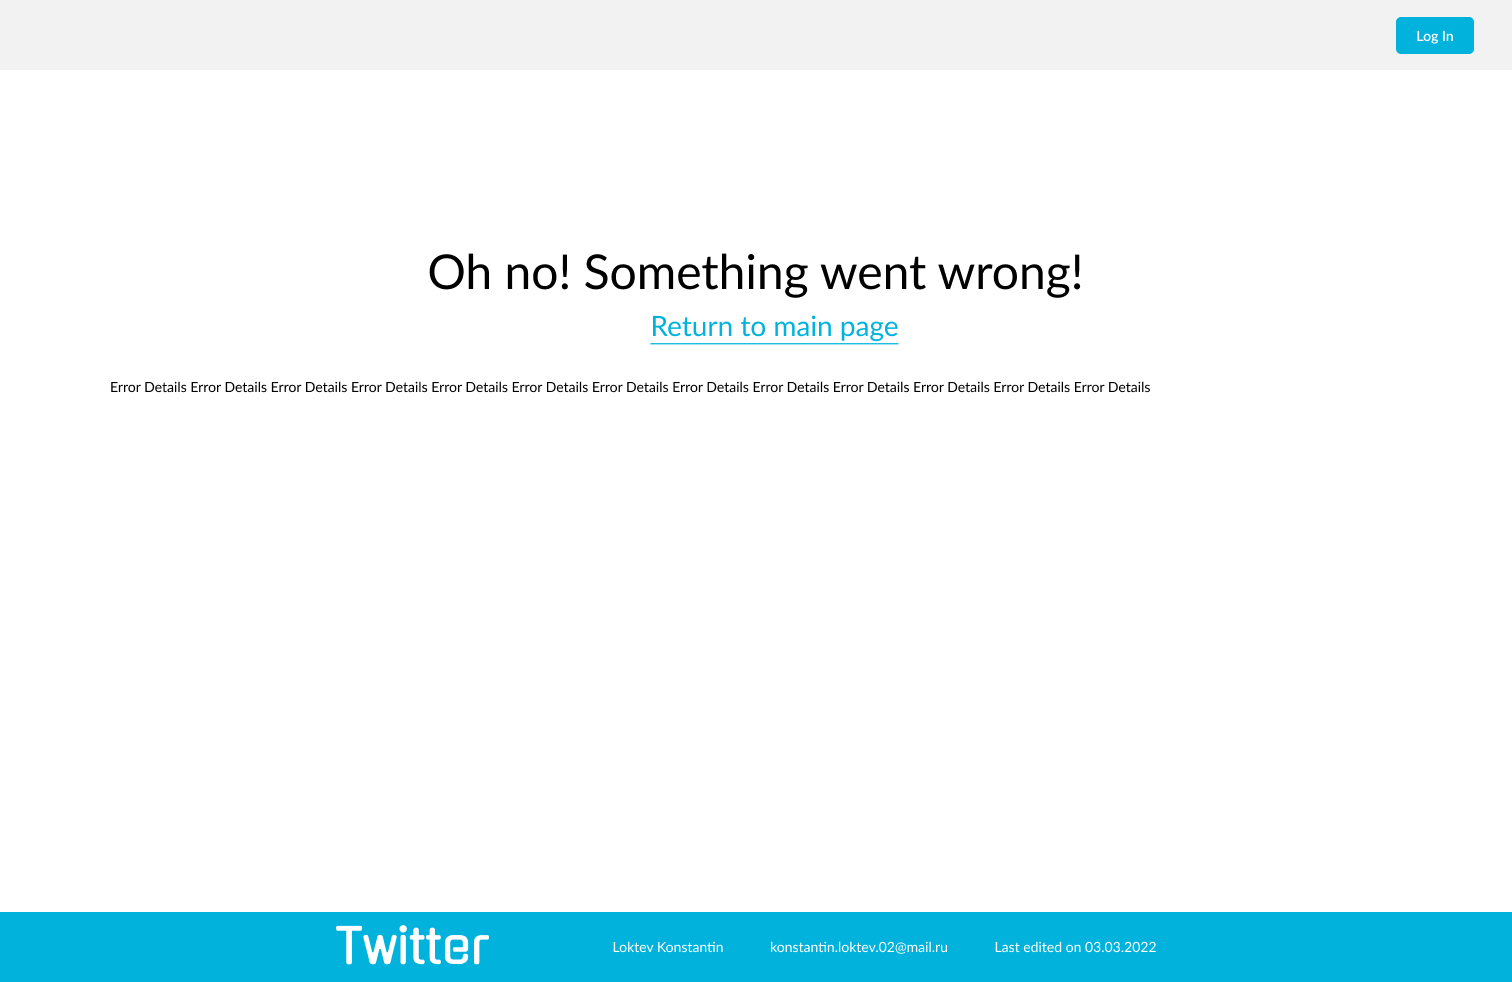 Log In
Oh no! Something went wrong!
Return to main page
Error Details Error Details Error Details Error Details Error Details Error Details Error Details Error Details Error Details Error Details Error Details Error Details Error Details
Twitter Loktev Konstantin konstantin.loktev.02@mail.ru Last edited on 03.03.2022